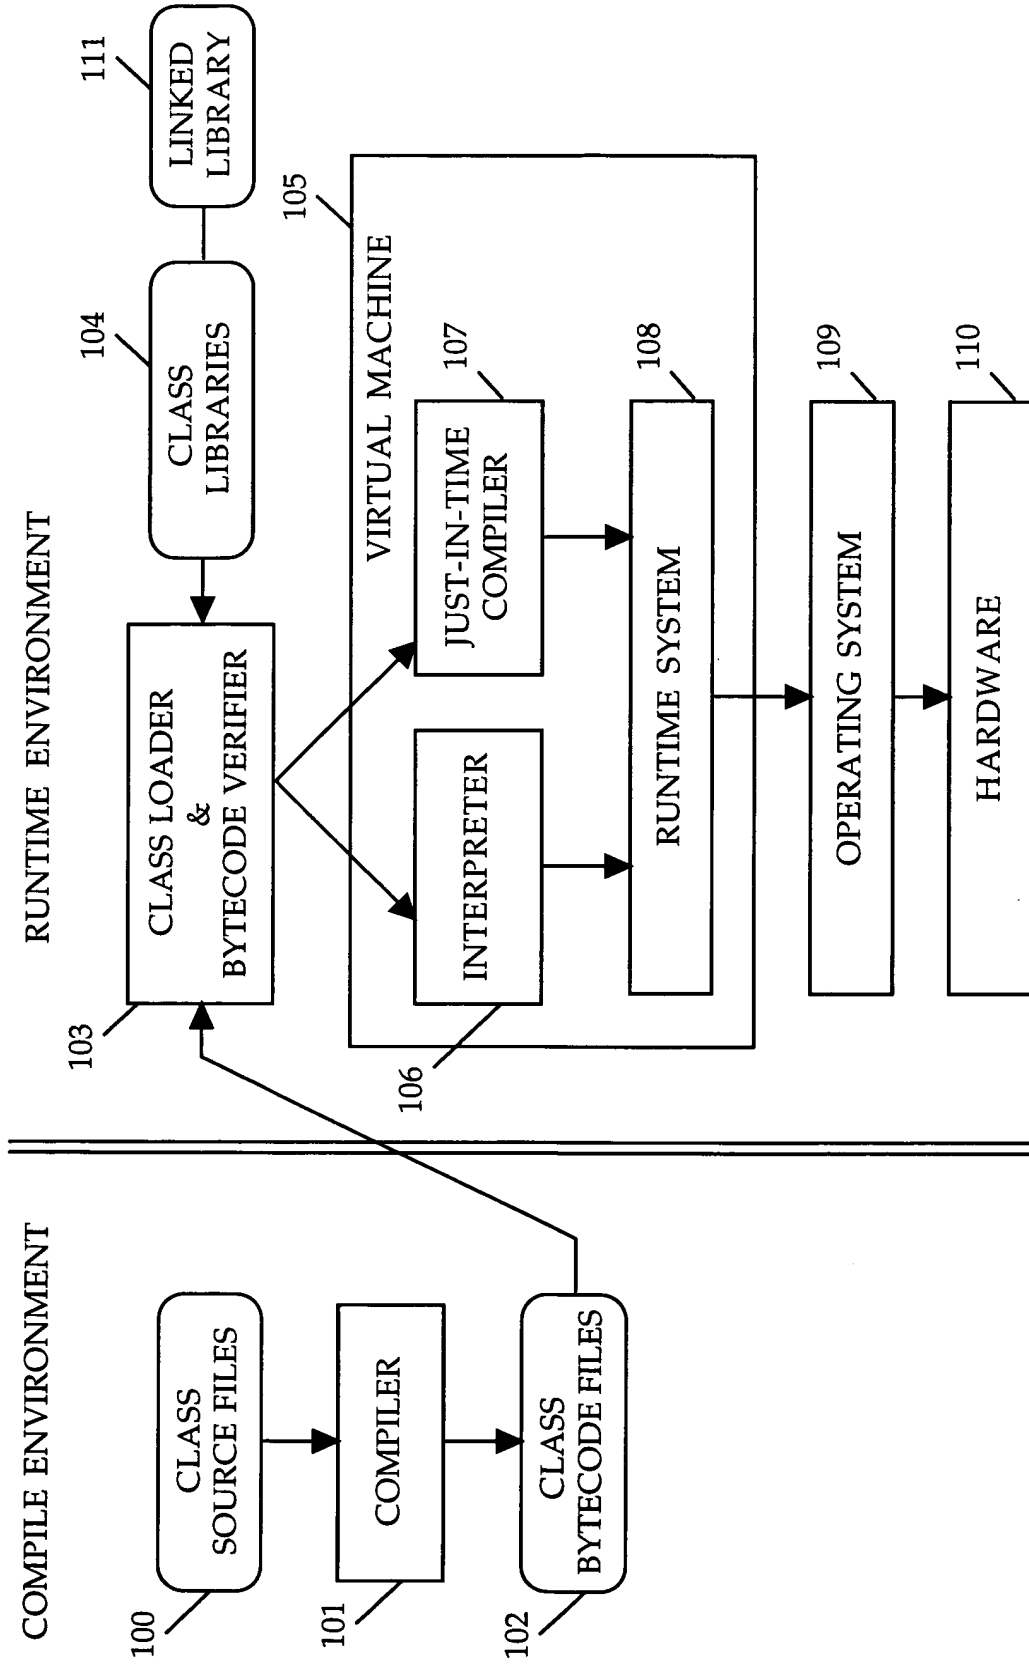 COMPILE ENVIRONMENT
CLASS
SOURCE FILES
100
COMPILER
101
CLASS
BYTECODE FILES
102
RUNTIME ENVIRONMENT
CLASS LOADER
&
BYTECODE VERIFIER
103
CLASS
LIBRARIES
104
LINKED
LIBRARY
111
105
VIRTUAL MACHINE
INTERPRETER
106
JUST-IN-TIME
COMPILER
107
RUNTIME SYSTEM
108
OPERATING SYSTEM
109
HARDWARE
110